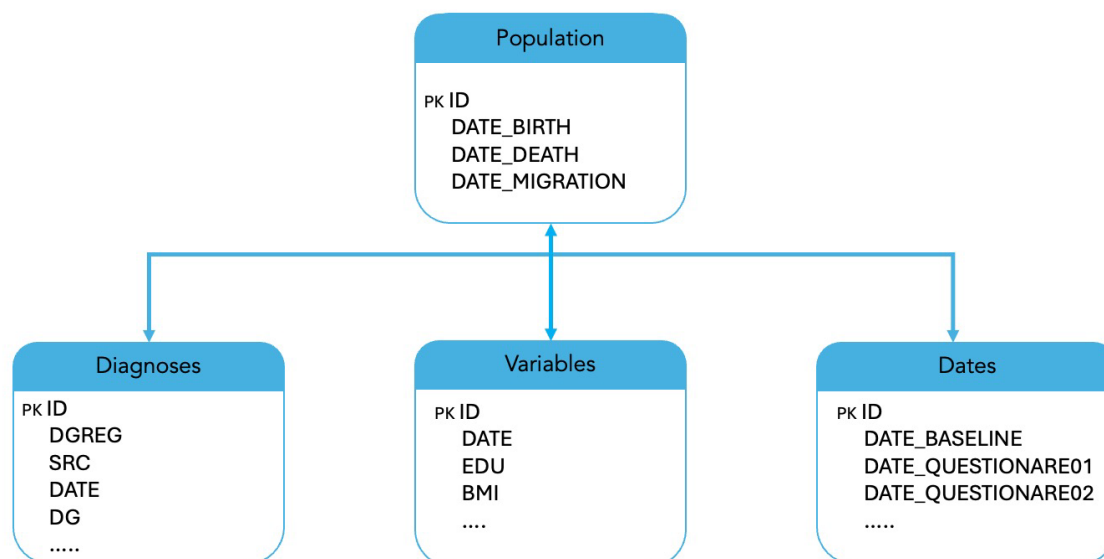 Population
PK ID
DATE_BIRTH
DATE_DEATH
DATE_MIGRATION
Diagnoses
PK ID
DGREG
SRC
DATE
DG
.....
Variables
PK ID
DATE
EDU
BMI
....
Dates
PK ID
DATE_BASELINE
DATE_QUESTIONARE01
DATE_QUESTIONARE02
.....